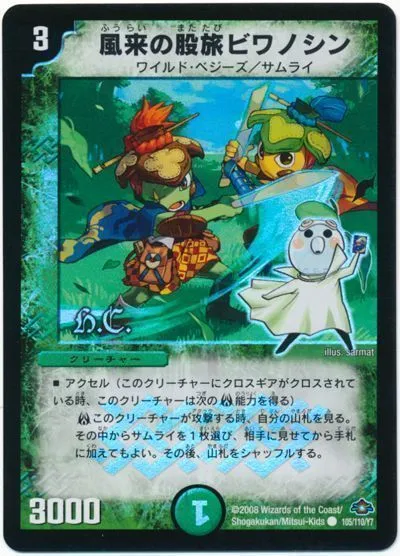 3
ふうらい またたび
風来の股旅ビワノシン
ワイルド・ベジーズ／サムライ
h.C.
illus. sarmat
クリーチャー
■ アクセル（このクリーチャーにクロスギアがクロスされて
いる時、このクリーチャーは次の能力を得る）
このクリーチャーが攻撃する時、自分の山札を見る。
その中からサムライを1枚選び、相手に見せてから手札
に加えてもよい。その後、山札をシャッフルする。
3000
1
©2008 Wizards of the Coast/
Shogakukan/Mitsui-Kids ● 105/110/Y7